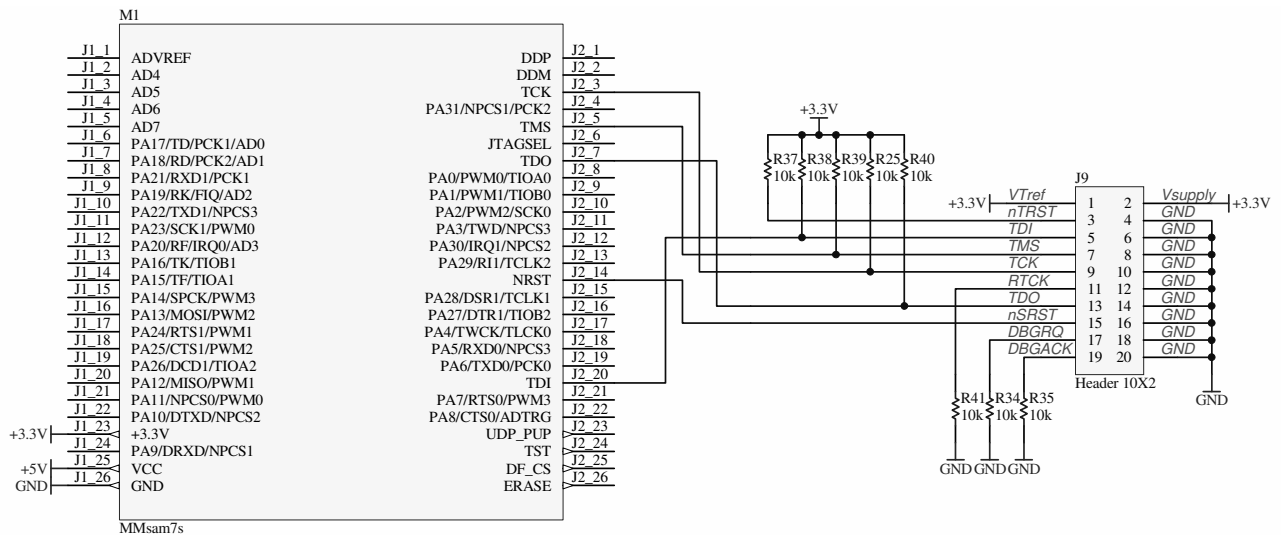 M1
J1_1 ADVREF DDP J2_1
J1_2 AD4 DDM J2_2
J1_3 AD5 TCK J2_3
J1_4 AD6 PA31/NPCS1/PCK2 J2_4
J1_5 AD7 TMS J2_5
J1_6 PA17/TD/PCK1/AD0 JTAGSEL J2_6
J1_7 PA18/RD/PCK2/AD1 TDO J2_7
J1_8 PA21/RXD1/PCK1 PA0/PWM0/TIOA0 J2_8
J1_9 PA19/RK/FIQ/AD2 PA1/PWM1/TIOB0 J2_9
J1_10 PA22/TXD1/NPCS3 PA2/PWM2/SCK0 J2_10
J1_11 PA23/SCK1/PWM0 PA3/TWD/NPCS3 J2_11
J1_12 PA20/RF/IRQ0/AD3 PA30/IRQ1/NPCS2 J2_12
J1_13 PA16/TK/TIOB1 PA29/RI1/TCLK2 J2_13
J1_14 PA15/TF/TIOA1 NRST J2_14
J1_15 PA14/SPCK/PWM3 PA28/DSR1/TCLK1 J2_15
J1_16 PA13/MOSI/PWM2 PA27/DTR1/TIOB2 J2_16
J1_17 PA24/RTS1/PWM1 PA4/TWCK/TLCK0 J2_17
J1_18 PA25/CTS1/PWM2 PA5/RXD0/NPCS3 J2_18
J1_19 PA26/DCD1/TIOA2 PA6/TXD0/PCK0 J2_19
J1_20 PA12/MISO/PWM1 TDI J2_20
J1_21 PA11/NPCS0/PWM0 PA7/RTS0/PWM3 J2_21
J1_22 PA10/DTXD/NPCS2 PA8/CTS0/ADTRG J2_22
+3.3V J1_23 +3.3V UDP_PUP J2_23
J1_24 PA9/DRXD/NPCS1 TST J2_24
+5V J1_25 VCC DF_CS J2_25
GND J1_26 GND ERASE J2_26
MMsam7s
+3.3V
R37 R38 R39 R25 R40
10k 10k 10k 10k 10k
J9
+3.3V VTref 1 2 Vsupply +3.3V
nTRST 3 4 GND
TDI 5 6 GND
TMS 7 8 GND
TCK 9 10 GND
RTCK 11 12 GND
TDO 13 14 GND
nSRST 15 16 GND
DBGRQ 17 18 GND
DBGACK 19 20 GND
Header 10X2
GND
R41 R34 R35
10k 10k 10k
GND GND GND